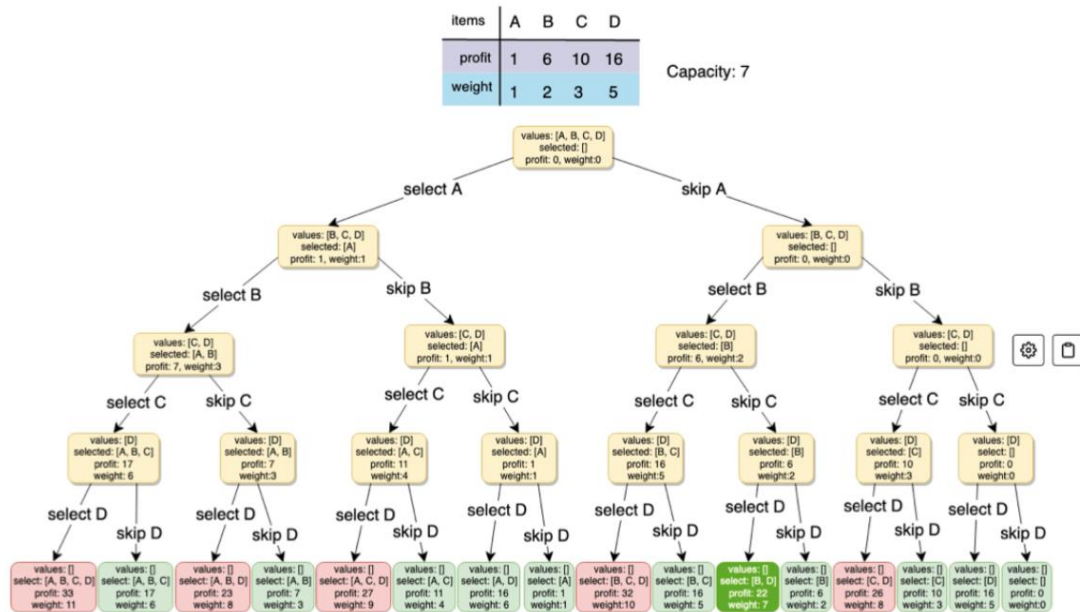 items A B C D
profit 1 6 10 16
weight 1 2 3 5
Capacity: 7
values: [A, B, C, D]
selected: []
profit: 0, weight:0
select A
skip A
values: [B, C, D]
selected: [A]
profit: 1, weight:1
values: [B, C, D]
selected: []
profit: 0, weight:0
select B
skip B
select B
skip B
values: [C, D]
selected: [A, B]
profit: 7, weight:3
values: [C, D]
selected: [A]
profit: 1, weight:1
values: [C, D]
selected: [B]
profit: 6, weight:2
values: [C, D]
selected: []
profit: 0, weight:0
select C
skip C
select C
skip C
select C
skip C
select C
skip C
values: [D]
selected: [A, B, C]
profit: 17
weight: 6
values: [D]
selected: [A, B]
profit: 7
weight:3
values: [D]
selected: [A, C]
profit: 11
weight:4
values: [D]
selected: [A]
profit: 1
weight:1
values: [D]
selected: [B, C]
profit: 16
weight:5
values: [D]
selected: [B]
profit: 6
weight:2
values: [D]
selected: [C]
profit: 10
weight:3
values: [D]
select: []
profit: 0
weight:0
select D
skip D
select D
skip D
select D
skip D
select D
skip D
select D
skip D
select D
skip D
select D
skip D
select D
skip D
values: []
select: [A, B, C, D]
profit: 33
weight: 11
values: []
select: [A, B, C]
profit: 17
weight: 6
values: []
select: [A, B, D]
profit: 23
weight: 8
values: []
select: [A, B]
profit: 7
weight: 3
values: []
select: [A, C, D]
profit: 27
weight: 9
values: []
select: [A, C]
profit: 11
weight: 4
values: []
select: [A, D]
profit: 16
weight: 6
values: []
select: [A]
profit: 1
weight:1
values: []
select: [B, C, D]
profit: 32
weight: 10
values: []
select: [B, C]
profit: 16
weight: 5
values: []
select: [B, D]
profit: 22
weight: 7
values: []
select: [B]
profit: 6
weight: 2
values: []
select: [C, D]
profit: 26
weight: 8
values: []
select: [C]
profit: 10
weight: 3
values: []
select: [D]
profit: 16
weight: 5
values: []
select: []
profit: 0
weight:0